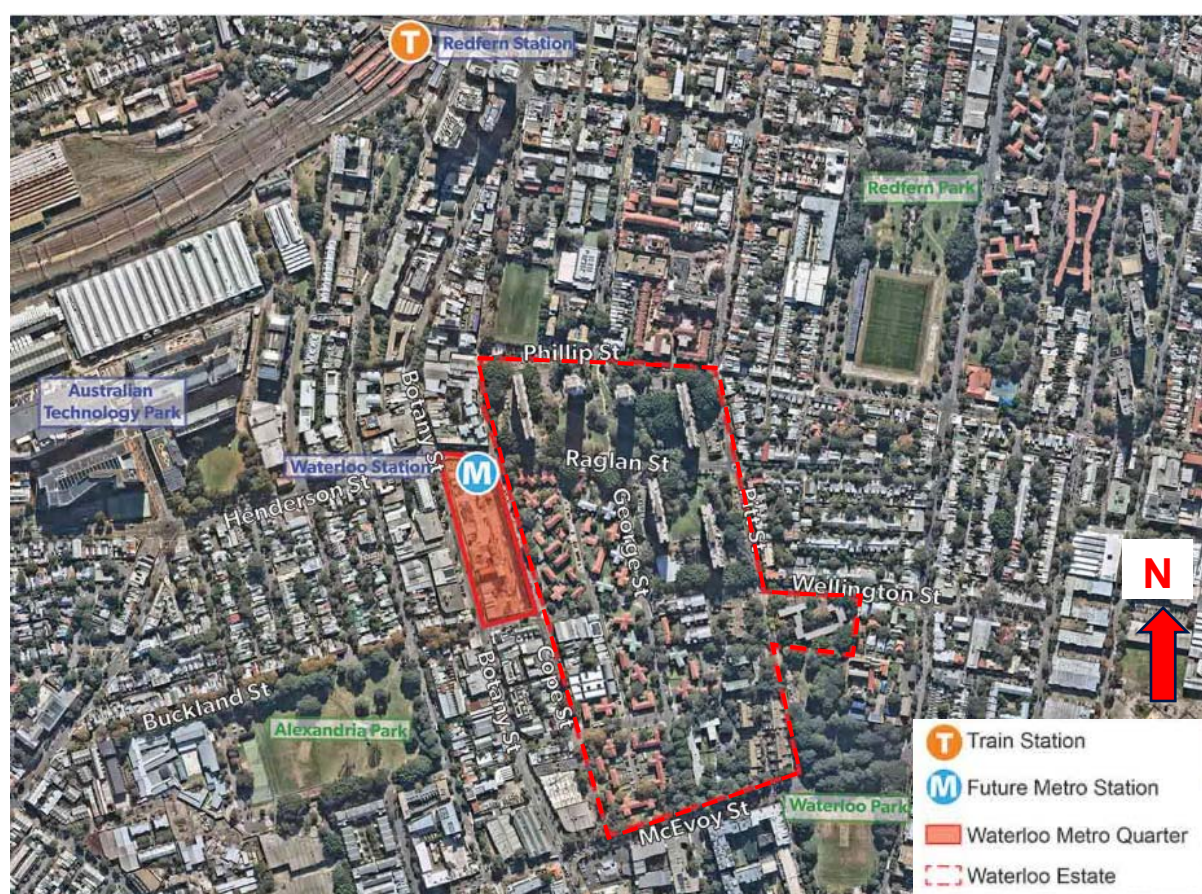 T
Redfern Station
Redfern Park
Phillip St
Australian
Technology Park
Botany St
Waterloo Station
M
Raglan St
Henderson St
George St
Pitt St
N
Wellington St
Cope St
Botany St
Buckland St
Alexandria Park
Waterloo Park
McEvoy St
T Train Station
M Future Metro Station
Waterloo Metro Quarter
Waterloo Estate